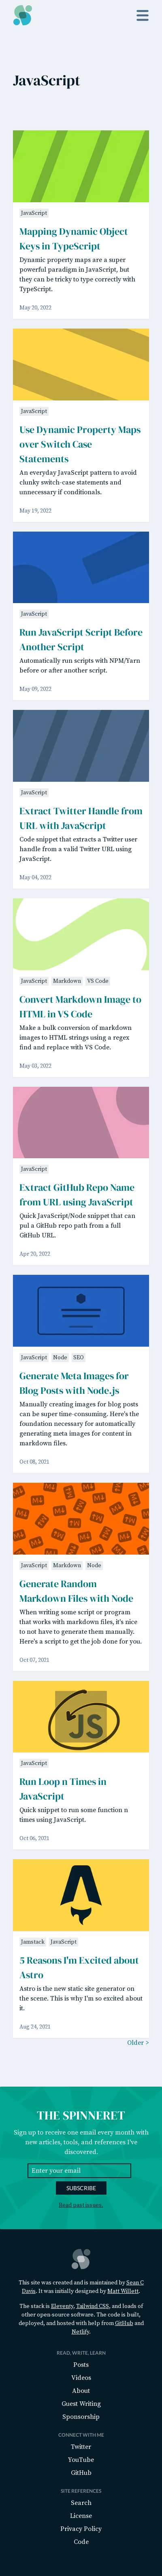 JavaScript
JavaScript
Mapping Dynamic Object
Keys in TypeScript
Dynamic property maps are a super
powerful paradigm in JavaScript, but
they can be tricky to type correctly with
TypeScript.
May 20, 2022
JavaScript
Use Dynamic Property Maps
over Switch Case
Statements
An everyday JavaScript pattern to avoid
clunky switch-case statements and
unnecessary if conditionals.
May 19, 2022
JavaScript
Run JavaScript Script Before
Another Script
Automatically run scripts with NPM/Yarn
before or after another script.
May 09, 2022
JavaScript
Extract Twitter Handle from
URL with JavaScript
Code snippet that extracts a Twitter user
handle from a valid Twitter URL using
JavaScript.
May 04, 2022
JavaScript Markdown VS Code
Convert Markdown Image to
HTML in VS Code
Make a bulk conversion of markdown
images to HTML strings using a regex
find and replace with VS Code.
May 03, 2022
JavaScript
Extract GitHub Repo Name
from URL using JavaScript
Quick JavaScript/Node snippet that can
pul a GitHub repo path from a full
GitHub URL.
Apr 20, 2022
JavaScript Node SEO
Generate Meta Images for
Blog Posts with Node.js
Manually creating images for blog posts
can be super time-consuming. Here's the
foundation necessary for automatically
generating meta images for content in
markdown files.
Oct 08, 2021
JavaScript Markdown Node
Generate Random
Markdown Files with Node
When writing some script or program
that works with markdown files, it's nice
to not have to generate them manually.
Here's a script to get the job done for you.
Oct 07, 2021
JS
JavaScript
Run Loop n Times in
JavaScript
Quick snippet to run some function n
times using JavaScript.
Oct 06, 2021
Jamstack JavaScript
5 Reasons I'm Excited about
Astro
Astro is the new static site generator on
the scene. This is why I'm so excited about
it.
Aug 24, 2021
Older >
THE SPINNERET
Sign up to receive one email every month with
new articles, tools, and references I've
discovered.
Enter your email
SUBSCRIBE
Read past issues.
This site was created and is maintained by Sean C
Davis. It was initially designed by Matt Willett.
The stack is Eleventy, Tailwind CSS, and loads of
other open source software. The code is built,
deployed, and hosted with help from GitHub and
Netlify.
READ, WRITE, LEARN
Posts
Videos
About
Guest Writing
Sponsorship
CONNECT WITH ME
Twitter
YouTube
GitHub
SITE REFERENCES
Search
License
Privacy Policy
Code